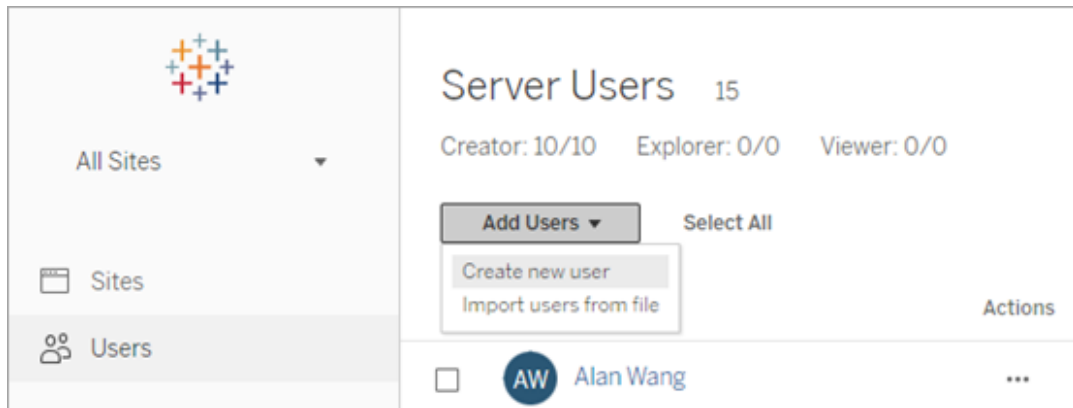 All Sites
Sites
Users
Server Users 15
Creator: 10/10 Explorer: 0/0 Viewer: 0/0
Add Users Select All
Create new user
Import users from file
Actions
AW Alan Wang